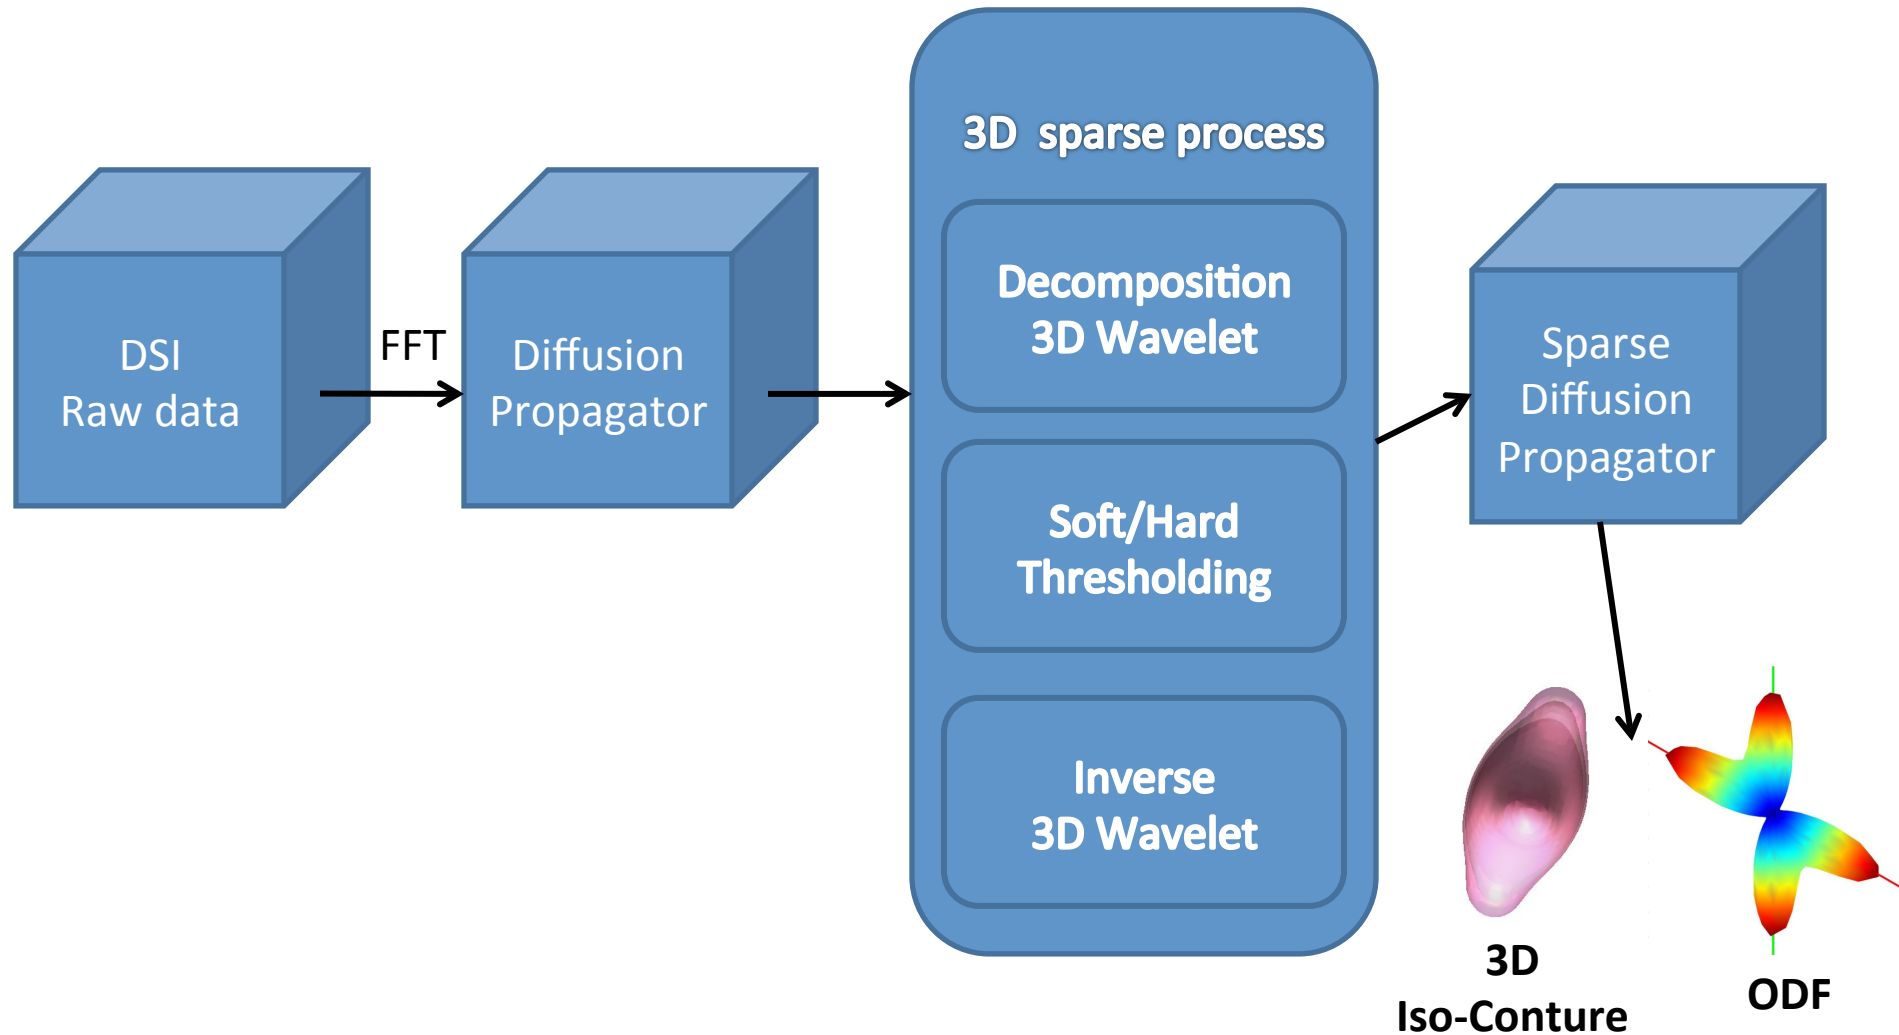 DSI
Raw data
FFT
Diffusion
Propagator
3D sparse process
Decomposition
3D Wavelet
Soft/Hard
Thresholding
Inverse
3D Wavelet
Sparse
Diffusion
Propagator
3D
Iso-Conture
ODF